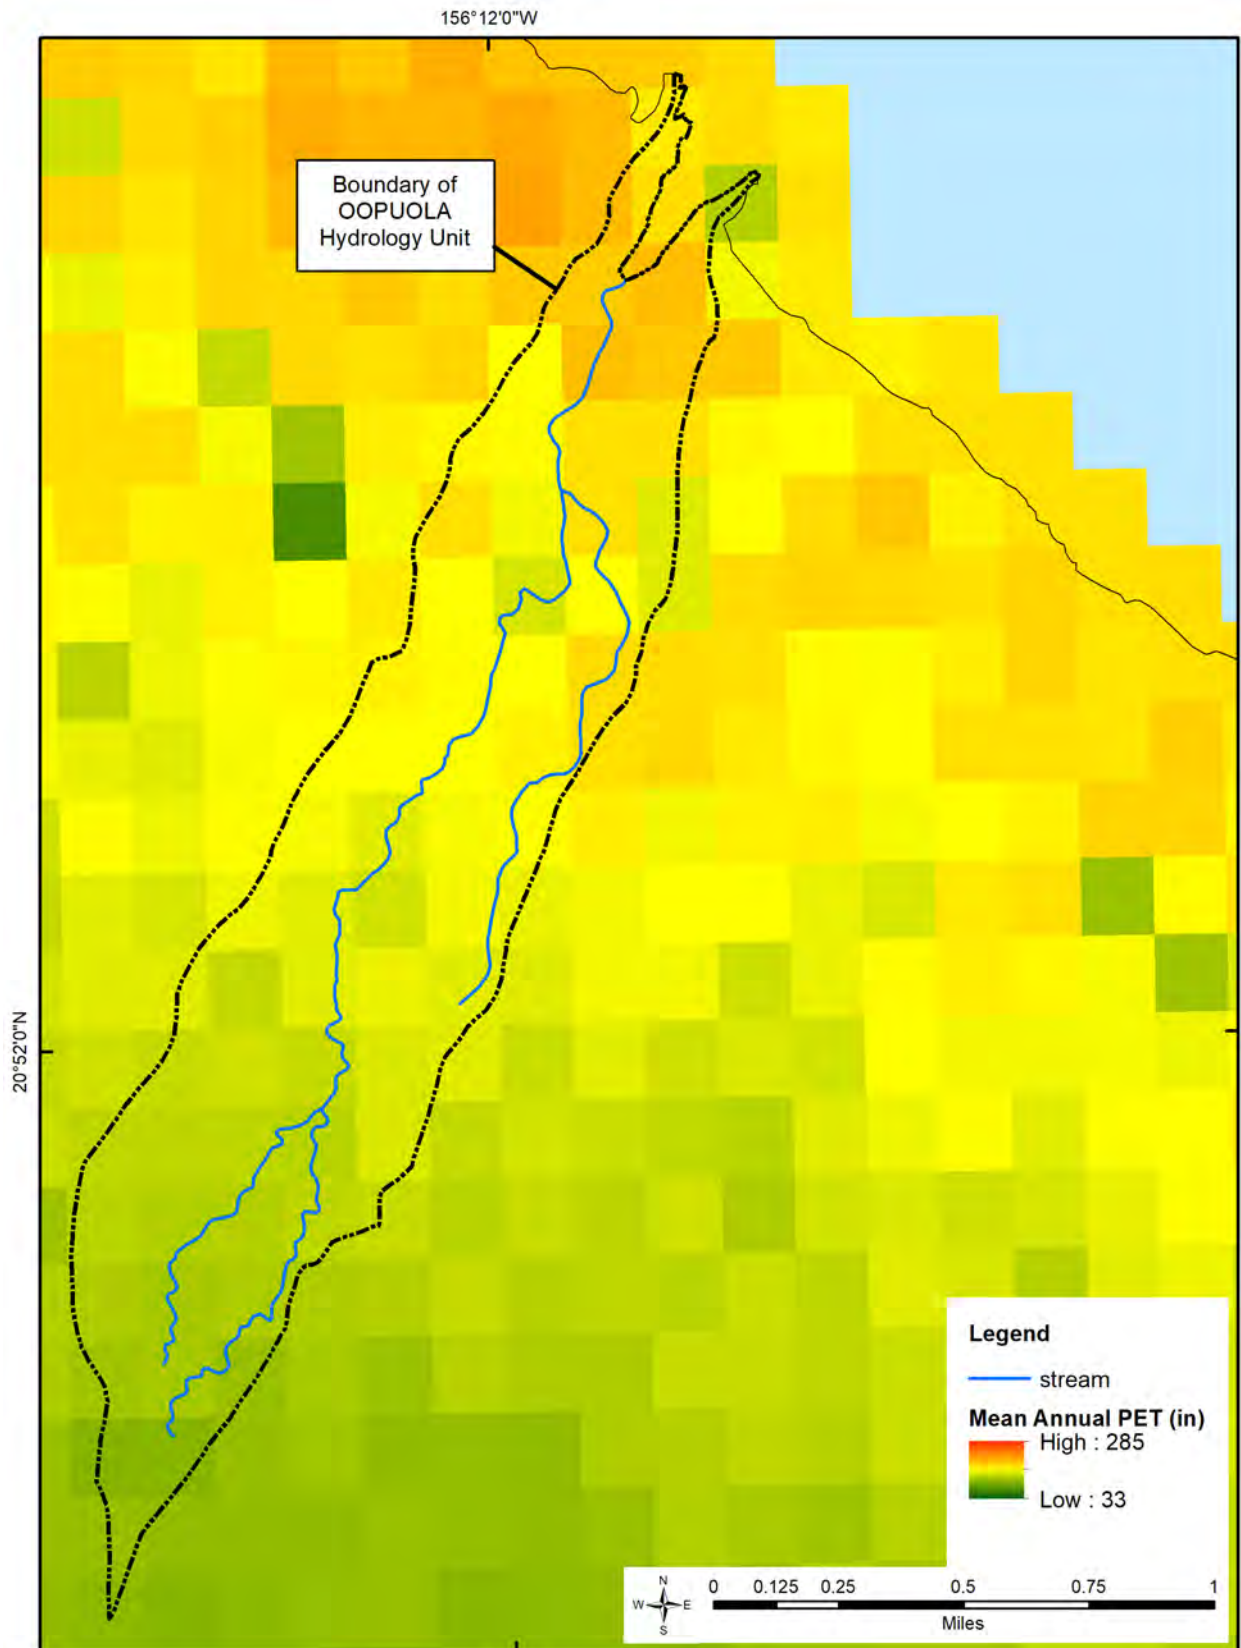 156°12'0"W
Boundary of
OOPUOLA
Hydrology Unit
20°52'0"N
Legend
stream
Mean Annual PET (in)
High : 285
Low : 33
N
W E
S
0 0.125 0.25 0.5 0.75 1
Miles